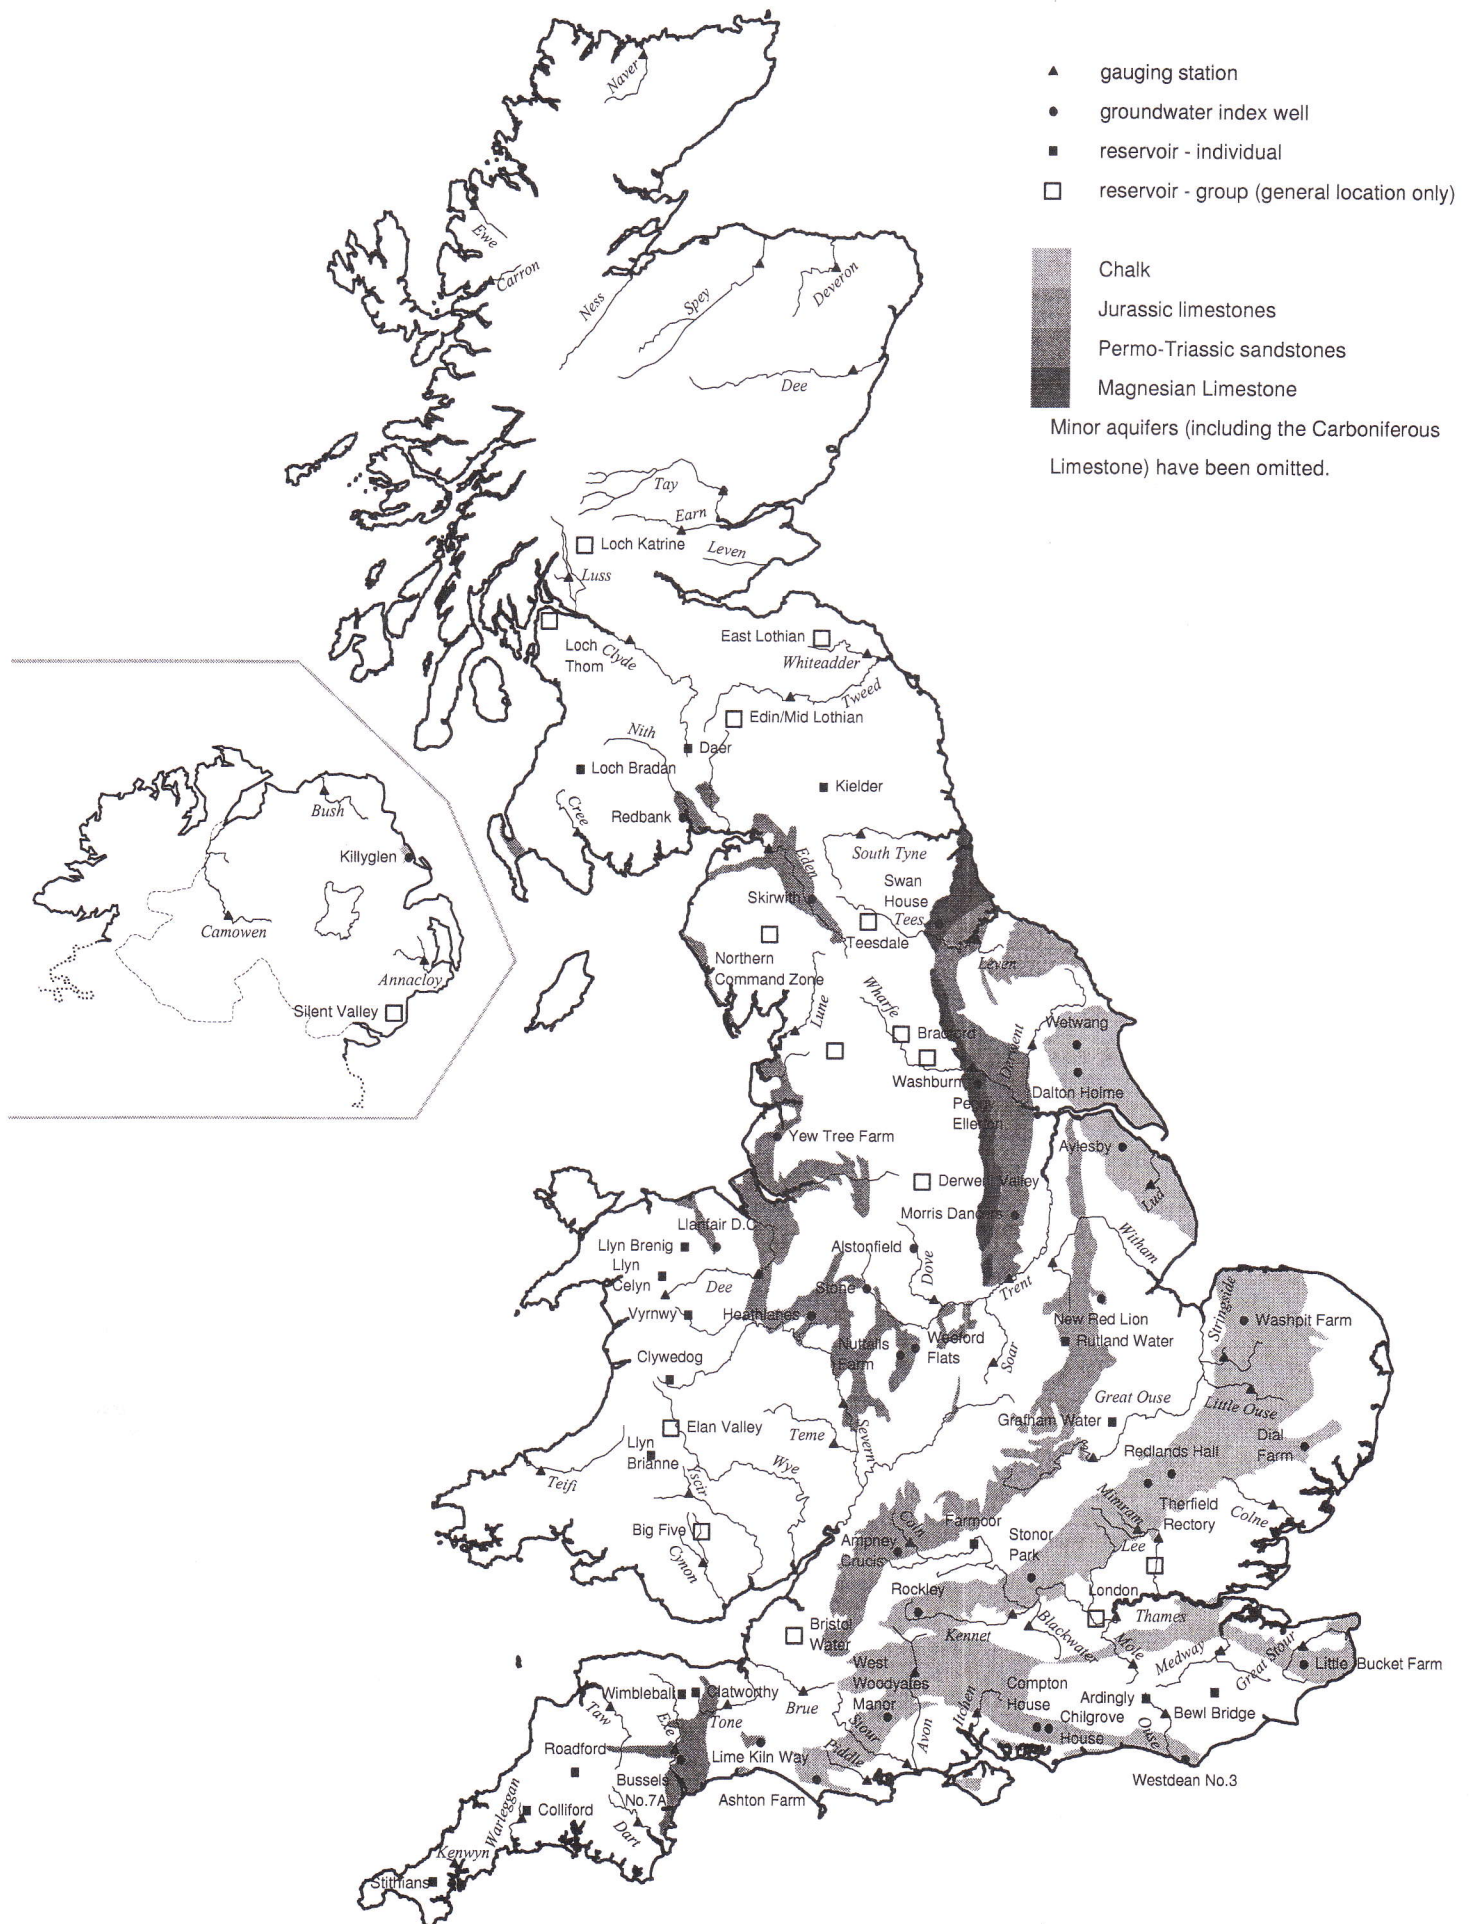 gauging station
groundwater index well
reservoir - individual
reservoir - group (general location only)
Chalk
Jurassic limestones
Permo-Triassic sandstones
Magnesian Limestone
Minor aquifers (including the Carboniferous
Limestone) have been omitted.
Naver
Ewe
Carron
Ness
Spey
Deveron
Dee
Tay
Earn
Loch Katrine
Leven
Luss
East Lothian
Loch
Thom
Clyde
Whiteadder
Tweed
Edin/Mid Lothian
Nith
Daer
Loch Bradan
Kielder
Cree
Redbank
Bush
Killyglen
Camowen
Annacloy
Silent Valley
South Tyne
Eden
Swan
House
Skirwith
Tees
Teesdale
Northern
Command Zone
Leven
Lune
Wharfe
Bradford
Derwent
Wetwang
Washburn
Dalton Holme
Peggy
Ellerton
Yew Tree Farm
Aylesby
Derwent Valley
Lud
Morris Dancers
Llanfair D.C
Llyn Brenig
Alstonfield
Witham
Llyn
Celyn
Dee
Dove
Stone
Trent
Stringside
Vyrnwy
Heathlanes
New Red Lion
Washpit Farm
Nuttalls
Farm
Weeford
Flats
Soar
Rutland Water
Clywedog
Great Ouse
Little Ouse
Elan Valley
Grafham Water
Teme
Severn
Dial
Farm
Llyn
Brianne
Redlands Hall
Wye
Teifi
Yscir
Mimram
Therfield
Rectory
Colne
Coln
Farmoor
Big Five
Ampney
Crucis
Stonor
Park
Lee
Cynon
Rockley
London
Bristol
Water
Kennet
Blackwater
Thames
Mole
Medway
Great Stour
Little Bucket Farm
West
Woodyates
Manor
Compton
House
Ardingly
Wimbleball
Clatworthy
Brue
Itchen
Chilgrove
House
Bewl Bridge
Taw
Exe
Tone
Stour
Avon
Ouse
Roadford
Lime Kiln Way
Piddle
Bussels
No.7A
Ashton Farm
Westdean No.3
Warleggan
Colliford
Dart
Kenwyn
Stithians